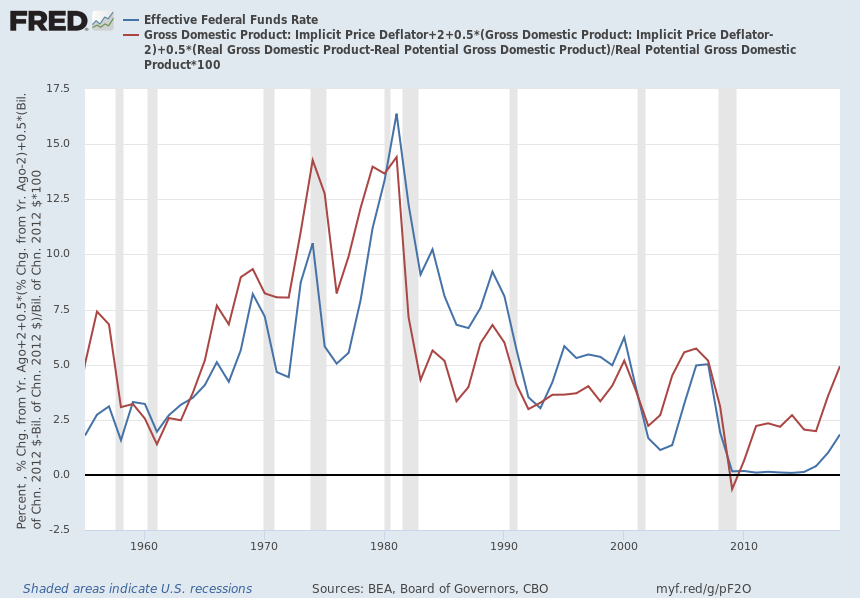 FRED
Effective Federal Funds Rate
Gross Domestic Product: Implicit Price Deflator+2+0.5*(Gross Domestic Product: Implicit Price Deflator-
2)+0.5*(Real Gross Domestic Product-Real Potential Gross Domestic Product)/Real Potential Gross Domestic
Product*100
Percent , % Chg. from Yr. Ago+2+0.5*(% Chg. from Yr. Ago-2)+0.5*(Bil.
of Chn. 2012 $-Bil. of Chn. 2012 $)/Bil. of Chn. 2012 $*100
17.5
15.0
12.5
10.0
7.5
5.0
2.5
0.0
-2.5
1960 1970 1980 1990 2000 2010
Shaded areas indicate U.S. recessions Sources: BEA, Board of Governors, CBO myf.red/g/pF2O